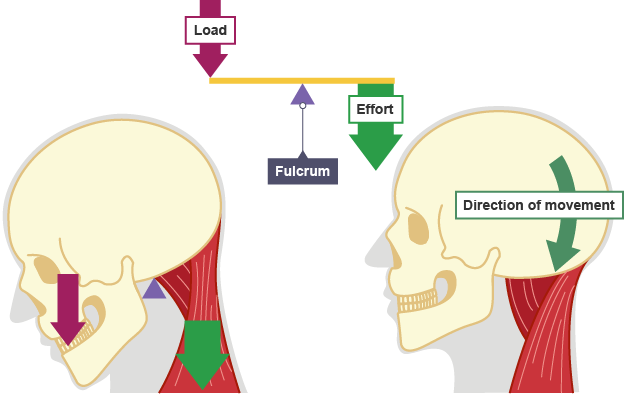 Load
Effort
Fulcrum
Direction of movement